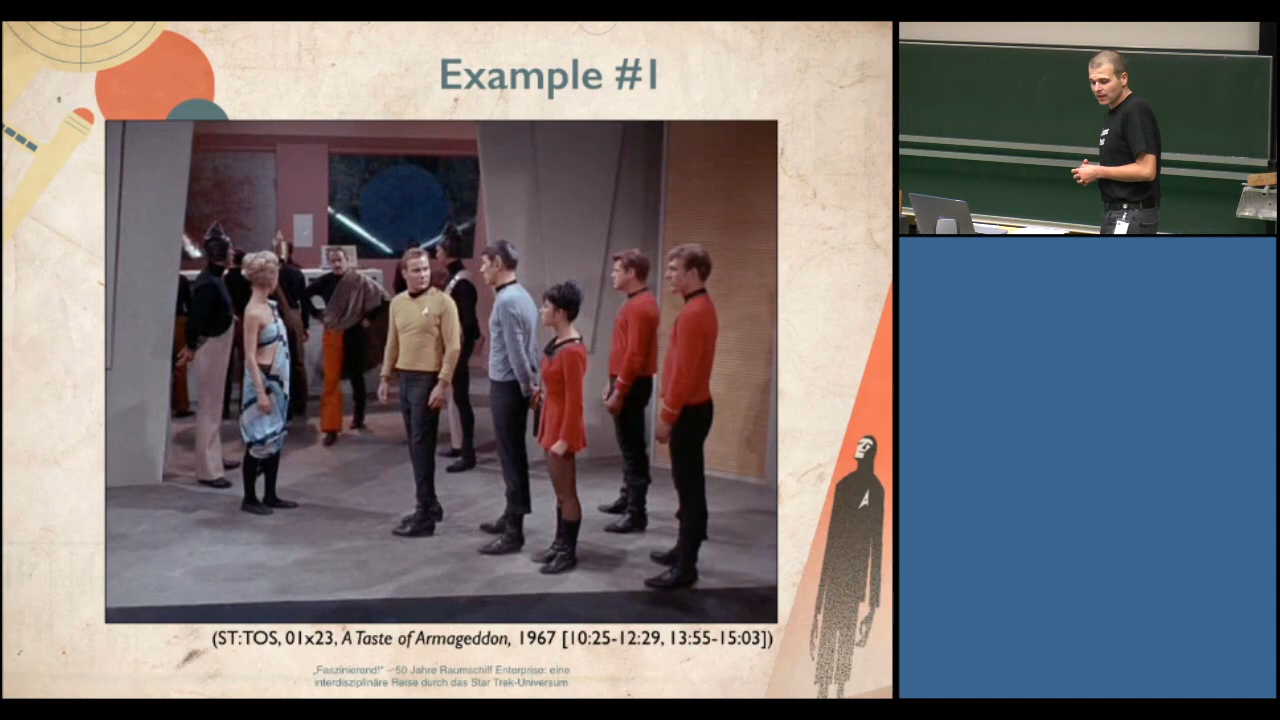 Example #1
(ST:TOS, 01x23, A Taste of Armageddon, 1967 [10:25-12:29, 13:55-15:03])
„Faszinierend!" – 50 Jahre Raumschiff Enterprise: eine
interdisziplinäre Reise durch das Star Trek-Universum